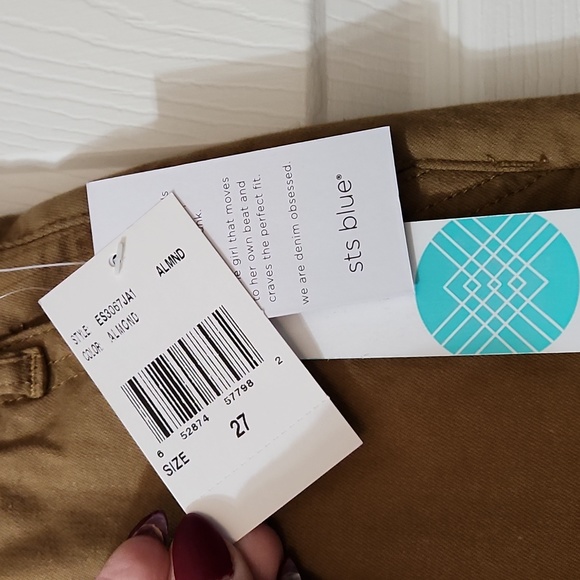 sts blue®
girl that moves
to her own beat and
craves the perfect fit.
we are denim obsessed.
ALMND
STYLE ES3067JA1
COLOR ALMOND
6 52874 57798 2
SIZE 27